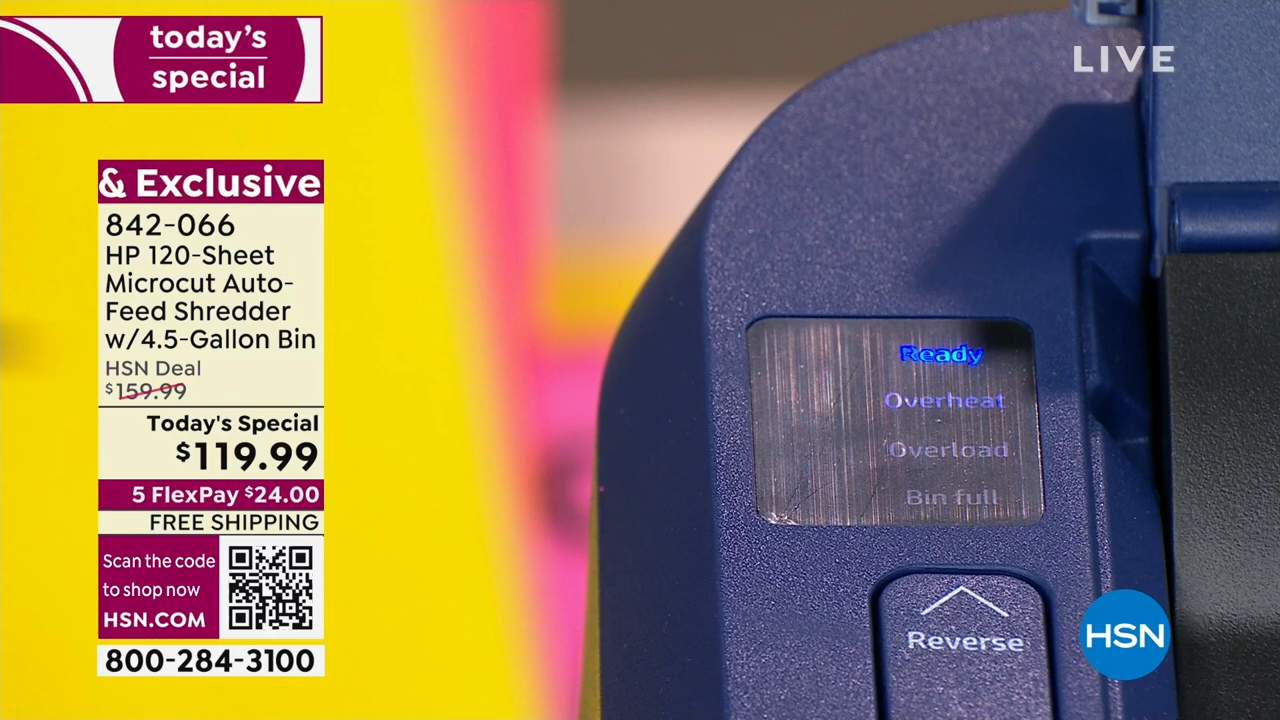 today's
special
& Exclusive
842-066
HP 120-Sheet
Microcut Auto-
Feed Shredder
w/4.5-Gallon Bin
HSN Deal
$159.99
Today's Special
$119.99
5 FlexPay $24.00
FREE SHIPPING
Scan the code
to shop now
HSN.COM
800-284-3100
LIVE
Ready
Overheat
Overload
Bin full
Reverse
HSN